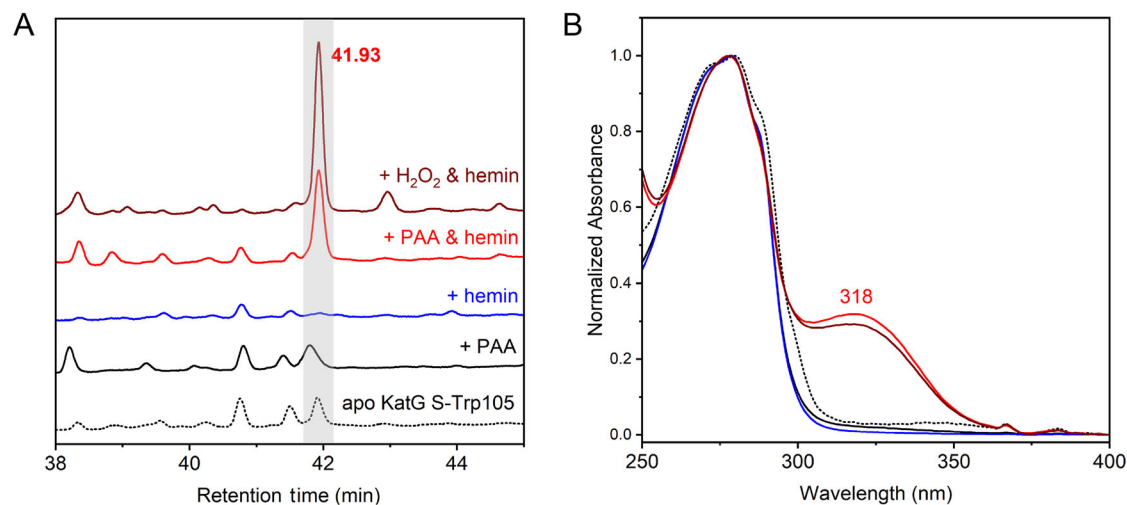 A
41.93
+ H₂O₂ & hemin
+ PAA & hemin
+ hemin
+ PAA
apo KatG S-Trp105
38
40
42
44
Retention time (min)
B
Normalized Absorbance
1.0
0.8
0.6
0.4
0.2
0.0
318
250
300
350
400
Wavelength (nm)